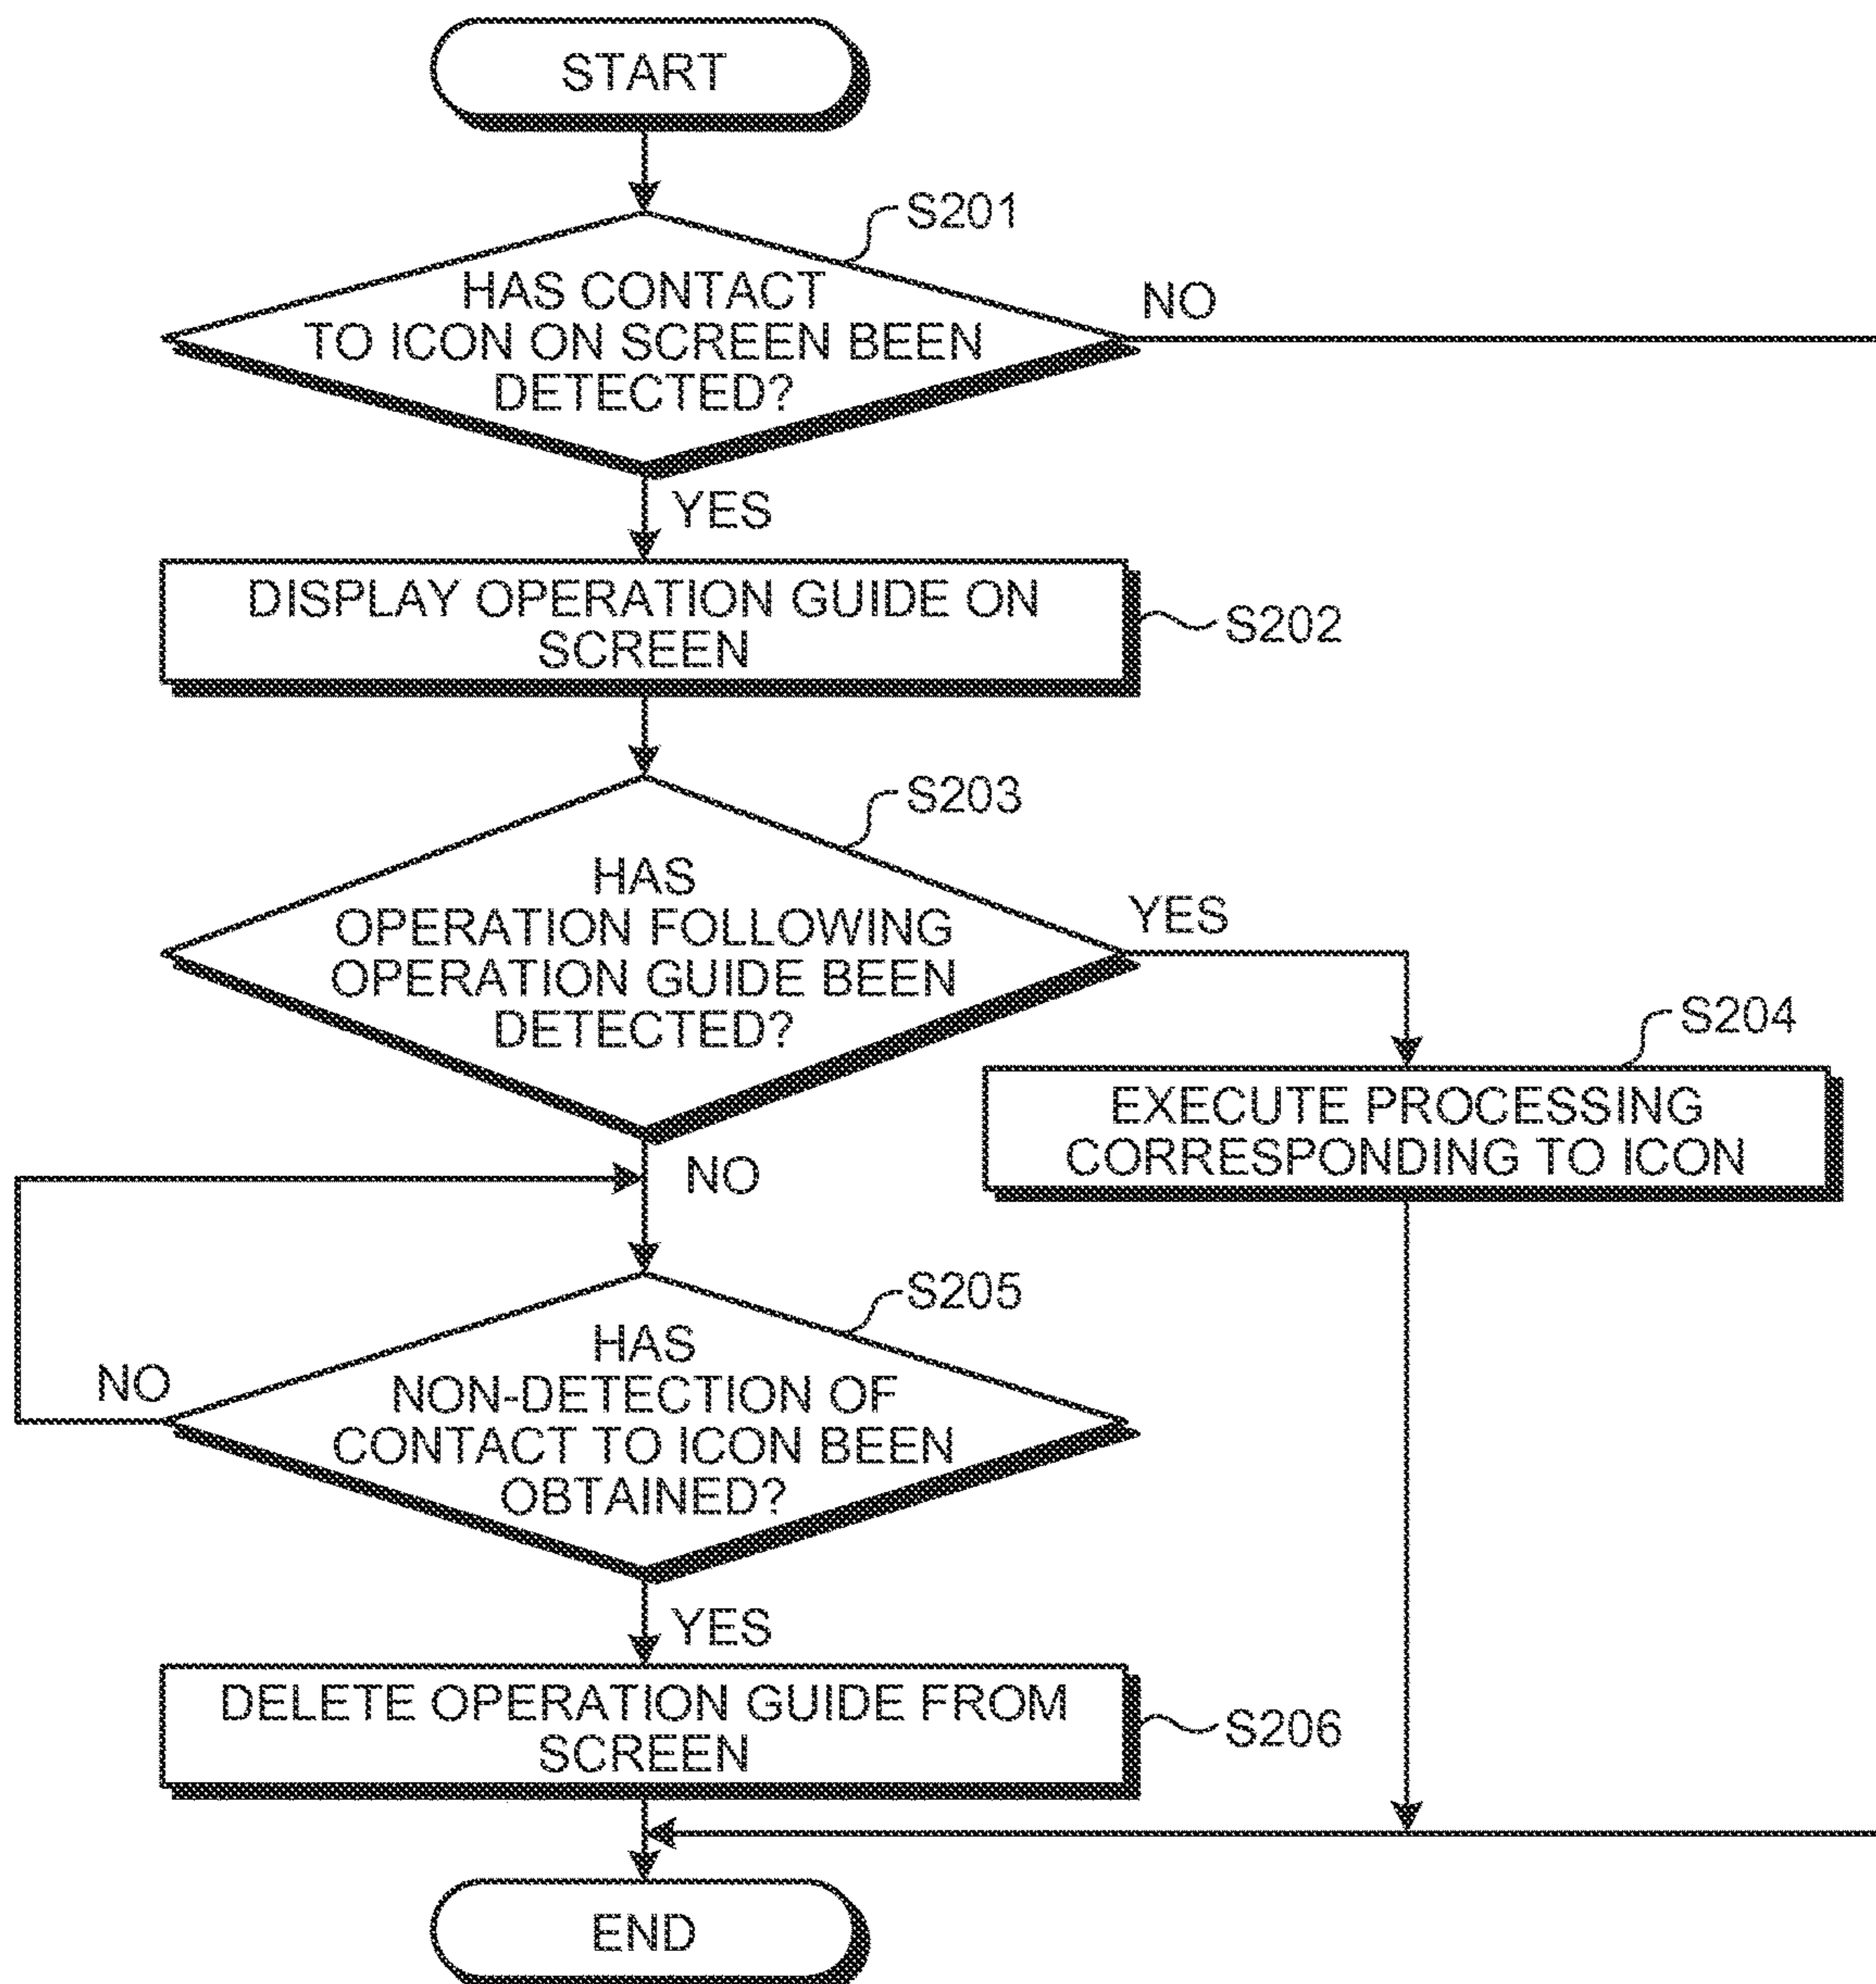 START
S201
HAS CONTACT
TO ICON ON SCREEN BEEN
DETECTED?
NO
YES
DISPLAY OPERATION GUIDE ON
SCREEN
S202
S203
HAS
OPERATION FOLLOWING
OPERATION GUIDE BEEN
DETECTED?
YES
S204
EXECUTE PROCESSING
CORRESPONDING TO ICON
NO
S205
HAS
NON-DETECTION OF
CONTACT TO ICON BEEN
OBTAINED?
NO
YES
DELETE OPERATION GUIDE FROM
SCREEN
S206
END